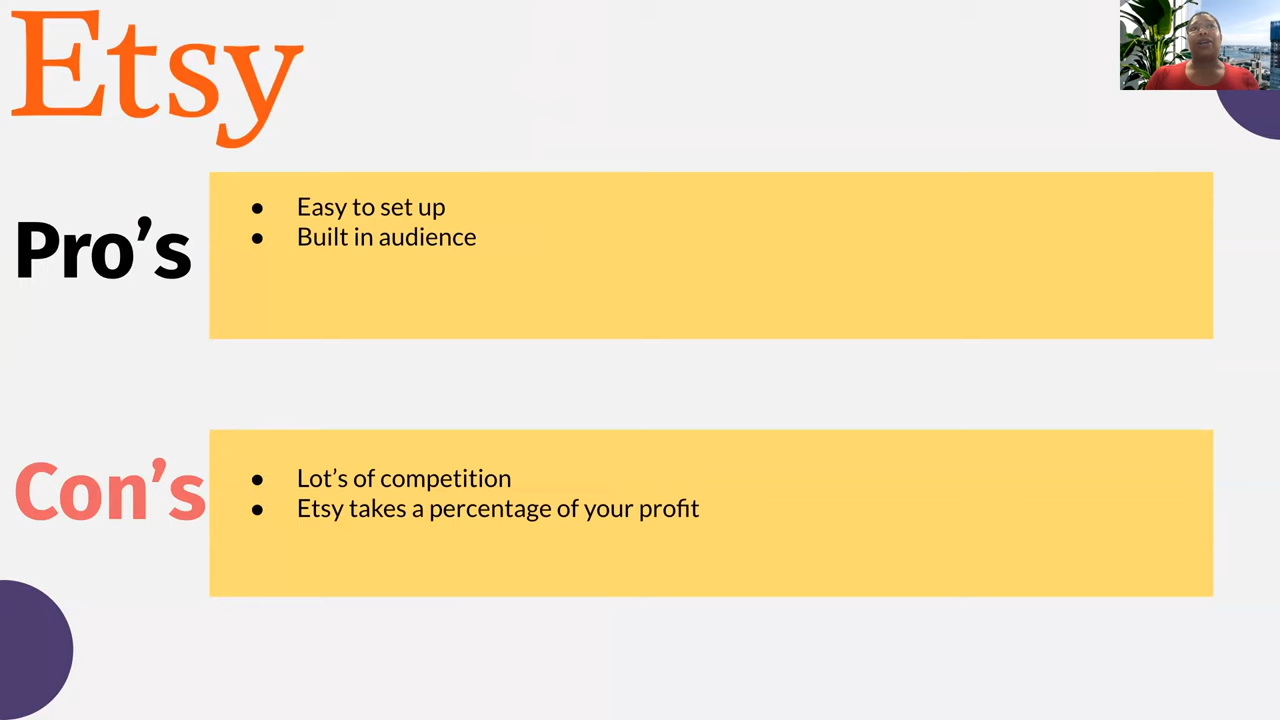 Etsy
Pro’s
● Easy to set up
● Built in audience
Con’s
● Lot’s of competition
● Etsy takes a percentage of your profit